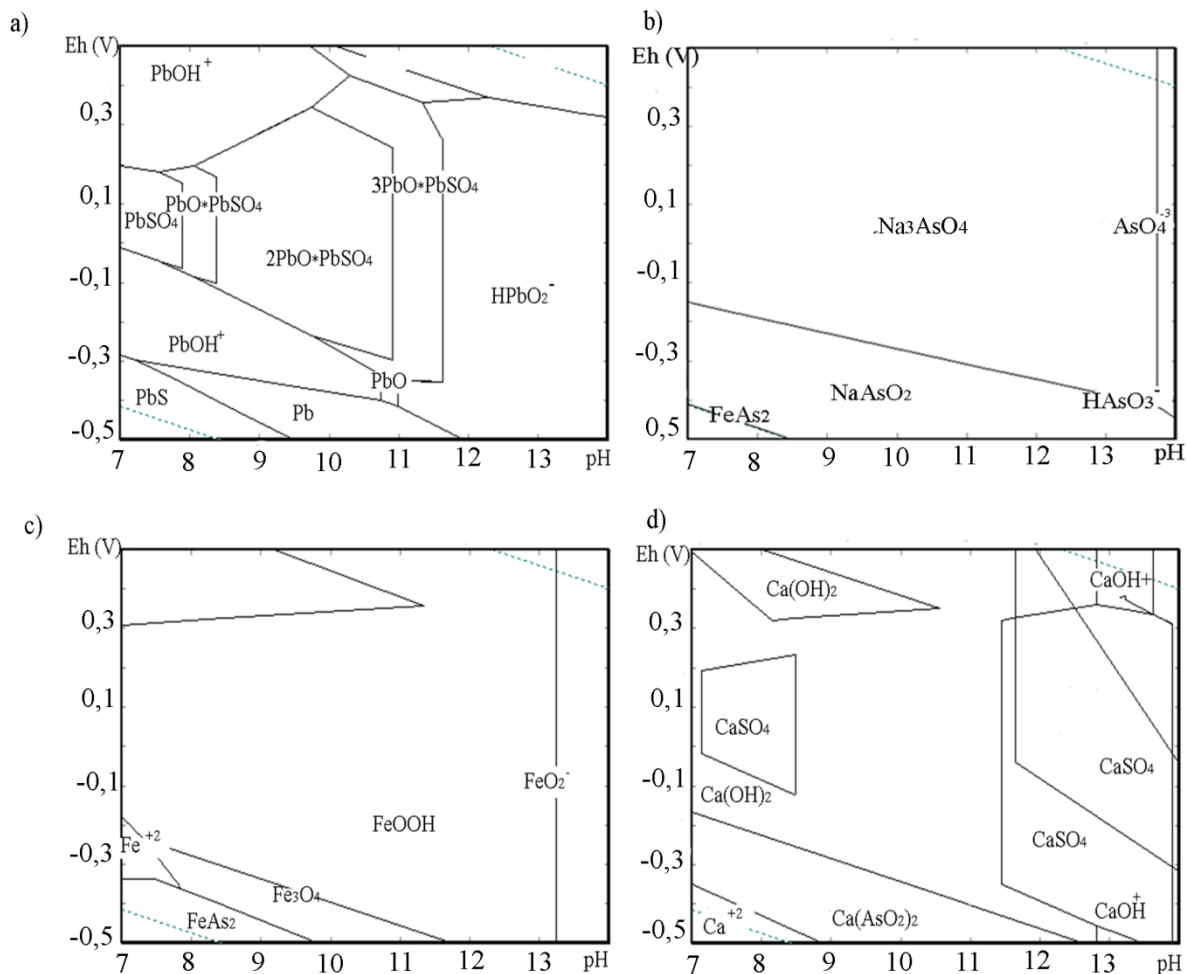 a)
Eh (V)
PbOH+
0,3
0,1
-0,1
-0,3
-0,5
PbSO4
PbO*PbSO4
2PbO*PbSO4
3PbO*PbSO4
HPbO2-
PbOH+
PbO
PbS
Pb
7 8 9 10 11 12 13 pH
b)
Eh (V)
0,3
0,1
-0,1
-0,3
0,5
Na3AsO4
AsO4-3
NaAsO2
HAsO3-
FeAs2
7 8 9 10 11 12 13 pH
c)
Eh (V)
0,3
0,1
-0,1
-0,3
-0,5
FeO2-
FeOOH
Fe+2
Fe3O4
FeAs2
7 8 9 10 11 12 13 pH
d)
Eh (V)
0,3
0,1
-0,1
-0,3
-0,5
Ca(OH)2
CaOH+
CaSO4
CaSO4
Ca(OH)2
CaSO4
CaOH+
Ca+2
Ca(AsO2)2
7 8 9 10 11 12 13 pH